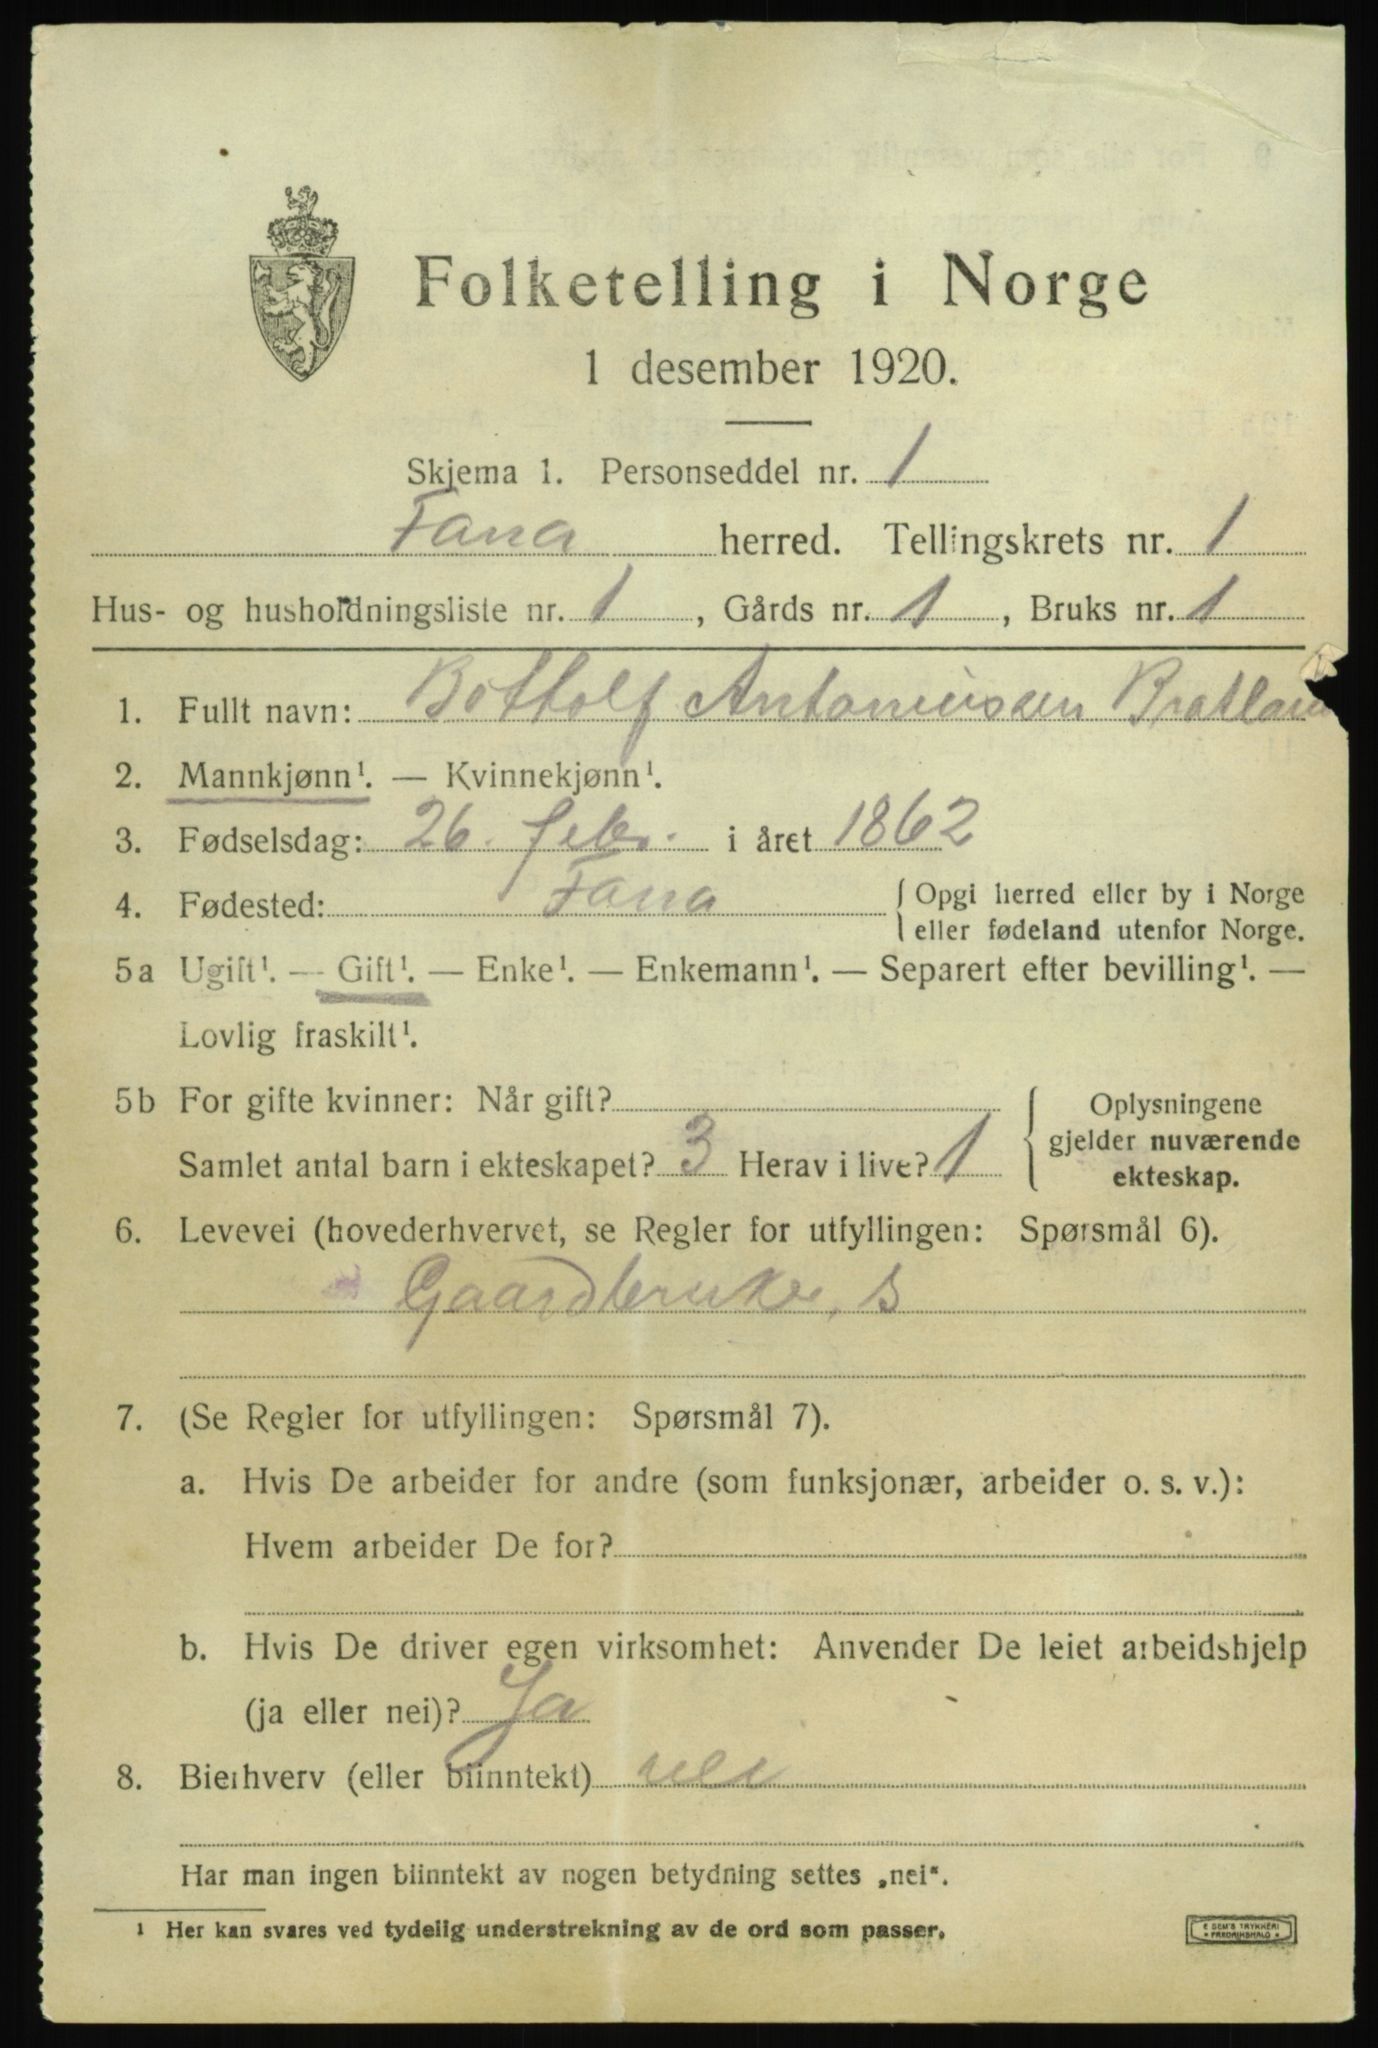 Folketelling i Norge
1 desember 1920.
Skjema 1. Personseddel nr. 1
Fana herred. Tellingskrets nr. 1
Hus- og husholdningsliste nr. 1, Gårds nr. 1, Bruks nr. 1
1. Fullt navn: Bottolf Antoniussen Bratland
2. Mannkjønn¹. — Kvinnekjønn¹.
3. Fødselsdag: 26. febr. i året 1862
4. Fødested: Fana { Opgi herred eller by i Norge
eller fødeland utenfor Norge.
5a Ugift¹. — Gift¹. — Enke¹. — Enkemann¹. — Separert efter bevilling¹. —
Lovlig fraskilt¹.
5b For gifte kvinner: Når gift?
Samlet antal barn i ekteskapet? 3 Herav i live? 1
Oplysningene
gjelder nuværende
ekteskap.
6. Levevei (hovederhvervet, se Regler for utfyllingen: Spørsmål 6).
Gaardbruker, s
7. (Se Regler for utfyllingen: Spørsmål 7).
a. Hvis De arbeider for andre (som funksjonær, arbeider o. s. v.):
Hvem arbeider De for?
b. Hvis De driver egen virksomhet: Anvender De leiet arbeidshjelp
(ja eller nei)? Ja
8. Bierhverv (eller biinntekt) nei
Har man ingen biinntekt av nogen betydning settes „nei“.
¹ Her kan svares ved tydelig understrekning av de ord som passer.
E SEM'S TRYKKERI
FREDRIKSHALD